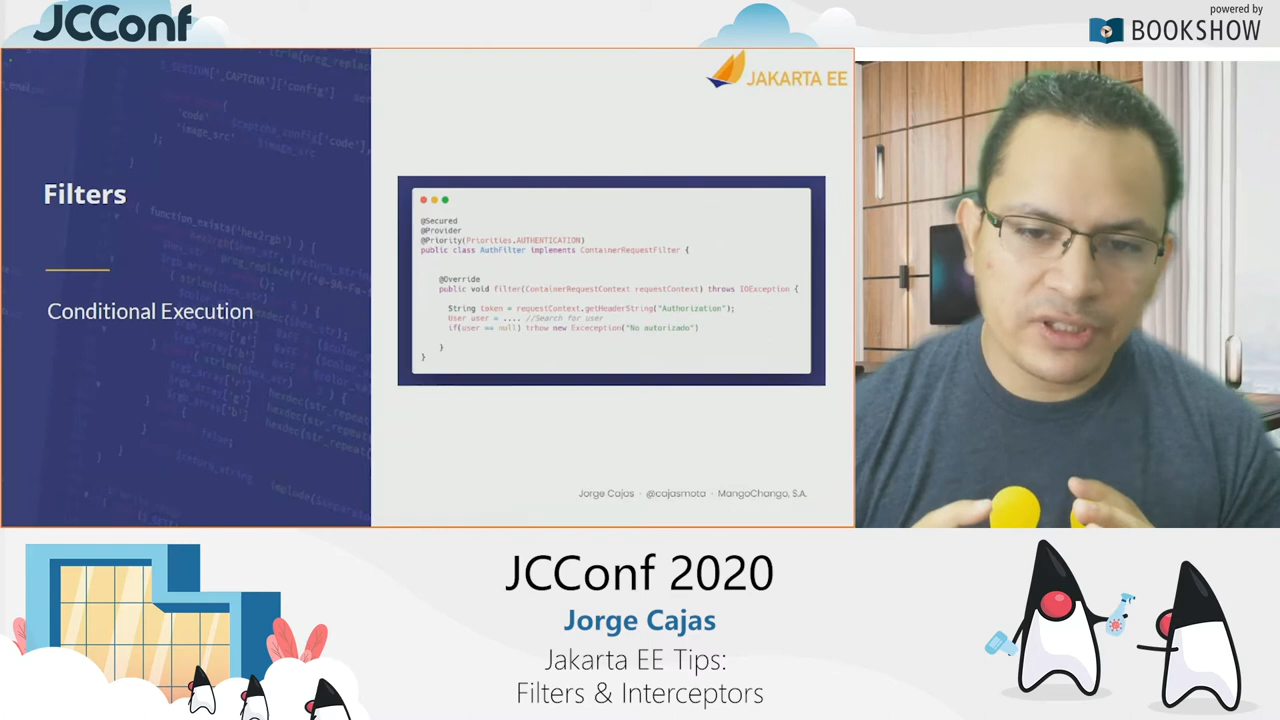 JCConf
powered by
BOOKSHOW
JAKARTA EE
Filters
Conditional Execution
@Secured
@Provider
@Priority(Priorities.AUTHENTICATION)
public class AuthFilter implements ContainerRequestFilter {
@Override
public void filter(ContainerRequestContext requestContext) throws IOException {
String token = requestContext.getHeaderString("Authorization");
User user = .... //Search for user
if(user == null) trhow new Excception("No autorizado")
}
}
Jorge Cajas · @cajasmota · MangoChango, S.A.
JCConf 2020
Jorge Cajas
Jakarta EE Tips:
Filters & Interceptors